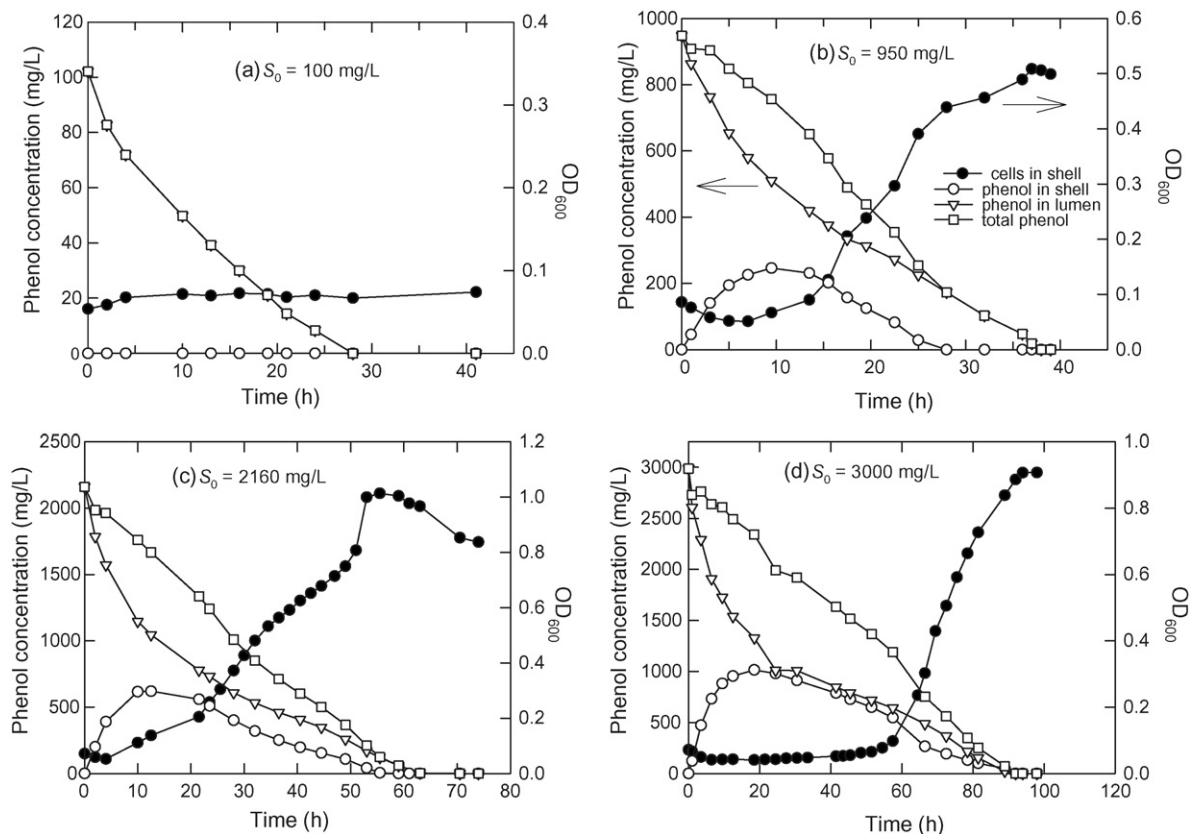 (a) S0 = 100 mg/L
Phenol concentration (mg/L)
120
100
80
60
40
20
0
0.4
0.3
0.2
0.1
0.0
OD600
0 10 20 30 40
Time (h)
(b) S0 = 950 mg/L
Phenol concentration (mg/L)
1000
800
600
400
200
0
0.6
0.5
0.4
0.3
0.2
0.1
0.0
OD600
cells in shell
phenol in shell
phenol in lumen
total phenol
0 10 20 30 40
Time (h)
(c) S0 = 2160 mg/L
Phenol concentration (mg/L)
2500
2000
1500
1000
500
0
1.2
1.0
0.8
0.6
0.4
0.2
0.0
OD600
0 10 20 30 40 50 60 70 80
Time (h)
(d) S0 = 3000 mg/L
Phenol concentration (mg/L)
3000
2500
2000
1500
1000
500
0
1.0
0.8
0.6
0.4
0.2
0.0
OD600
0 20 40 60 80 100 120
Time (h)